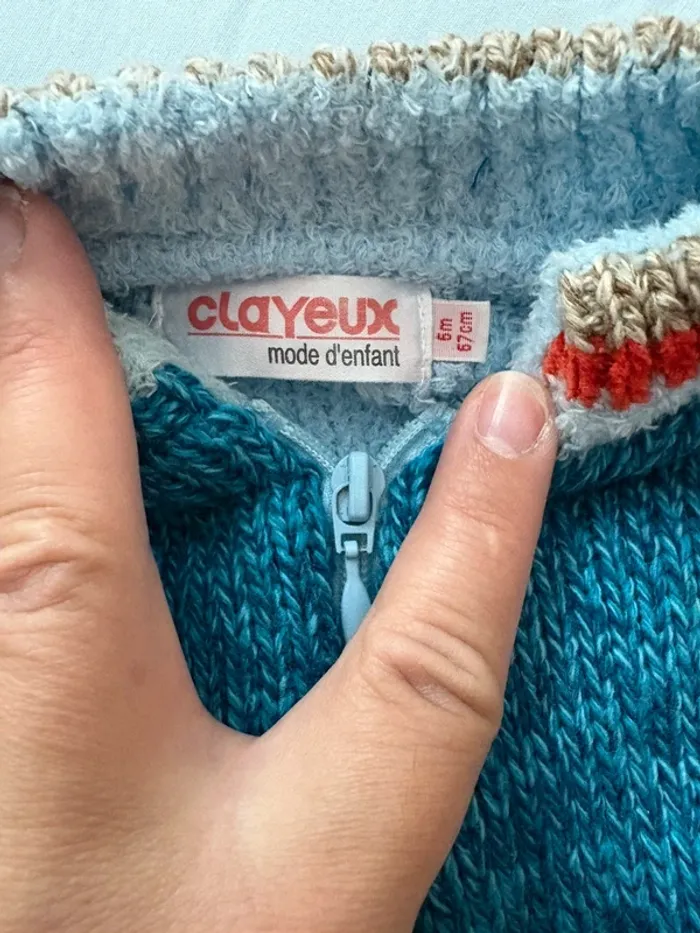 clayeux
mode d'enfant
6m
67cm